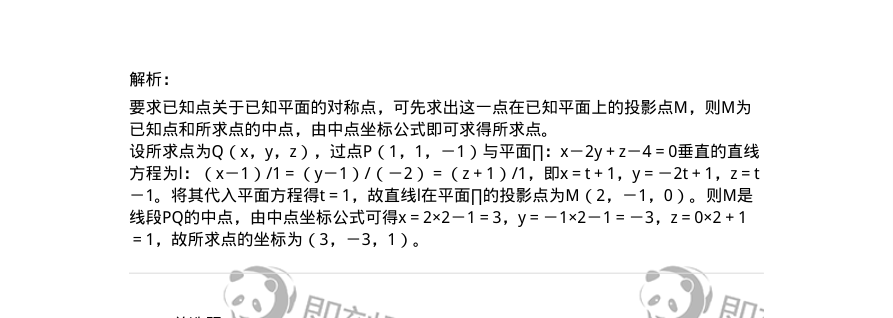 解析：
要求已知点关于已知平面的对称点，可先求出这一点在已知平面上的投影点M，则M为
已知点和所求点的中点，由中点坐标公式即可求得所求点。
设所求点为Q（x，y，z），过点P（1，1，－1）与平面∏：x－2y＋z－4＝0垂直的直线
方程为l：（x－1）/1＝（y－1）/（－2）＝（z＋1）/1，即x＝t＋1，y＝－2t＋1，z＝t
－1。将其代入平面方程得t＝1，故直线l在平面∏的投影点为M（2，－1，0）。则M是
线段PQ的中点，由中点坐标公式可得x＝2×2－1＝3，y＝－1×2－1＝－3，z＝0×2＋1
＝1，故所求点的坐标为（3，－3，1）。